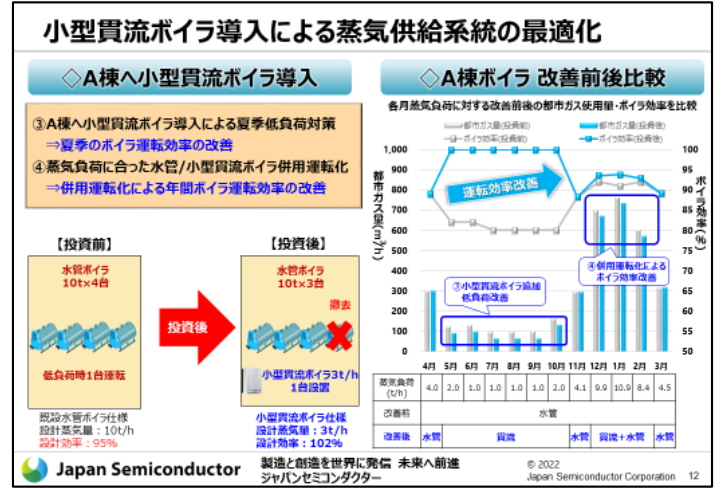 小型貫流ボイラ導入による蒸気供給系統の最適化
◇A棟へ小型貫流ボイラ導入
③A棟へ小型貫流ボイラ導入による夏季低負荷対策
⇒夏季のボイラ運転効率の改善
④蒸気負荷に合った水管/小型貫流ボイラ併用運転化
⇒併用運転化による年間ボイラ運転効率の改善
【投資前】
水管ボイラ
10t×4台
低負荷時1台運転
既設水管ボイラ仕様
設計蒸気量:10t/h
設計効率:95%
投資後
【投資後】
水管ボイラ
10t×3台
撤去
小型貫流ボイラ3t/h
1台設置
小型貫流ボイラ仕様
設計蒸気量:3t/h
設計効率:102%
◇A棟ボイラ 改善前後比較
各月蒸気負荷に対する改善前後の都市ガス使用量・ボイラ効率を比較
都市ガス量(投資前) 都市ガス量(投資後)
ボイラ効率(投資前) ボイラ効率(投資後)
都市ガス量(m³/h)
1,000
900
800
700
600
500
400
300
200
100
0
ボイラ効率(%)
100
95
90
85
80
75
70
65
60
55
50
運転効率改善
③小型貫流ボイラ追加
低負荷改善
④併用運転化による
ボイラ効率改善
4月 5月 6月 7月 8月 9月 10月 11月 12月 1月 2月 3月
蒸気負荷(t/h) 4.0 2.0 1.0 1.0 1.0 1.0 2.0 4.1 9.9 10.9 8.4 4.5
改善前 水管
改善後 水管 貫流 水管 貫流+水管 水管
Japan Semiconductor
製造と創造を世界に発信 未来へ前進
ジャパンセミコンダクター
© 2022
Japan Semiconductor Corporation 12